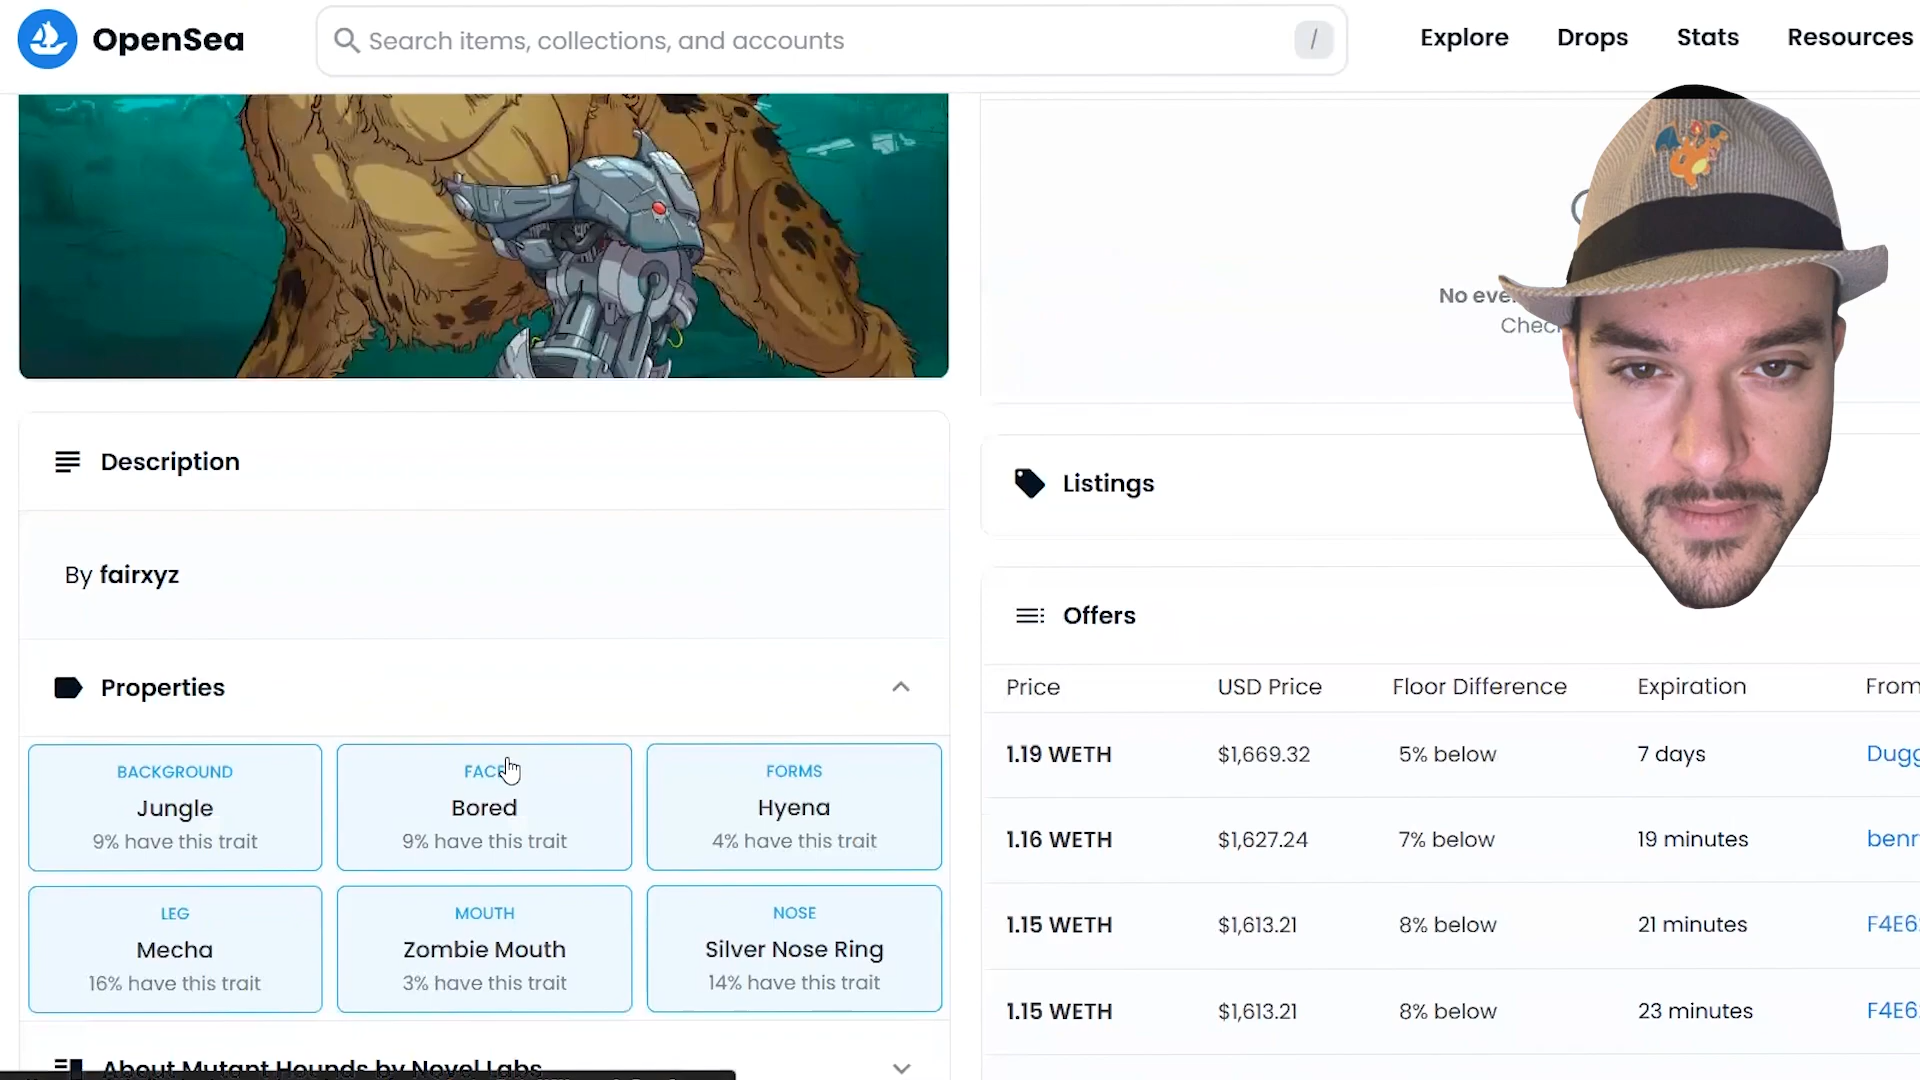 OpenSea
Search items, collections, and accounts
/
Explore
Drops
Stats
Resources
No eve
Chec
Description
By fairxyz
Properties
BACKGROUND
Jungle
9% have this trait
FACE
Bored
9% have this trait
FORMS
Hyena
4% have this trait
LEG
Mecha
16% have this trait
MOUTH
Zombie Mouth
3% have this trait
NOSE
Silver Nose Ring
14% have this trait
About Mutant Hounds by Novel Labs
Listings
Offers
Price USD Price Floor Difference Expiration From
1.19 WETH $1,669.32 5% below 7 days Dugg
1.16 WETH $1,627.24 7% below 19 minutes benr
1.15 WETH $1,613.21 8% below 21 minutes F4E6
1.15 WETH $1,613.21 8% below 23 minutes F4E6